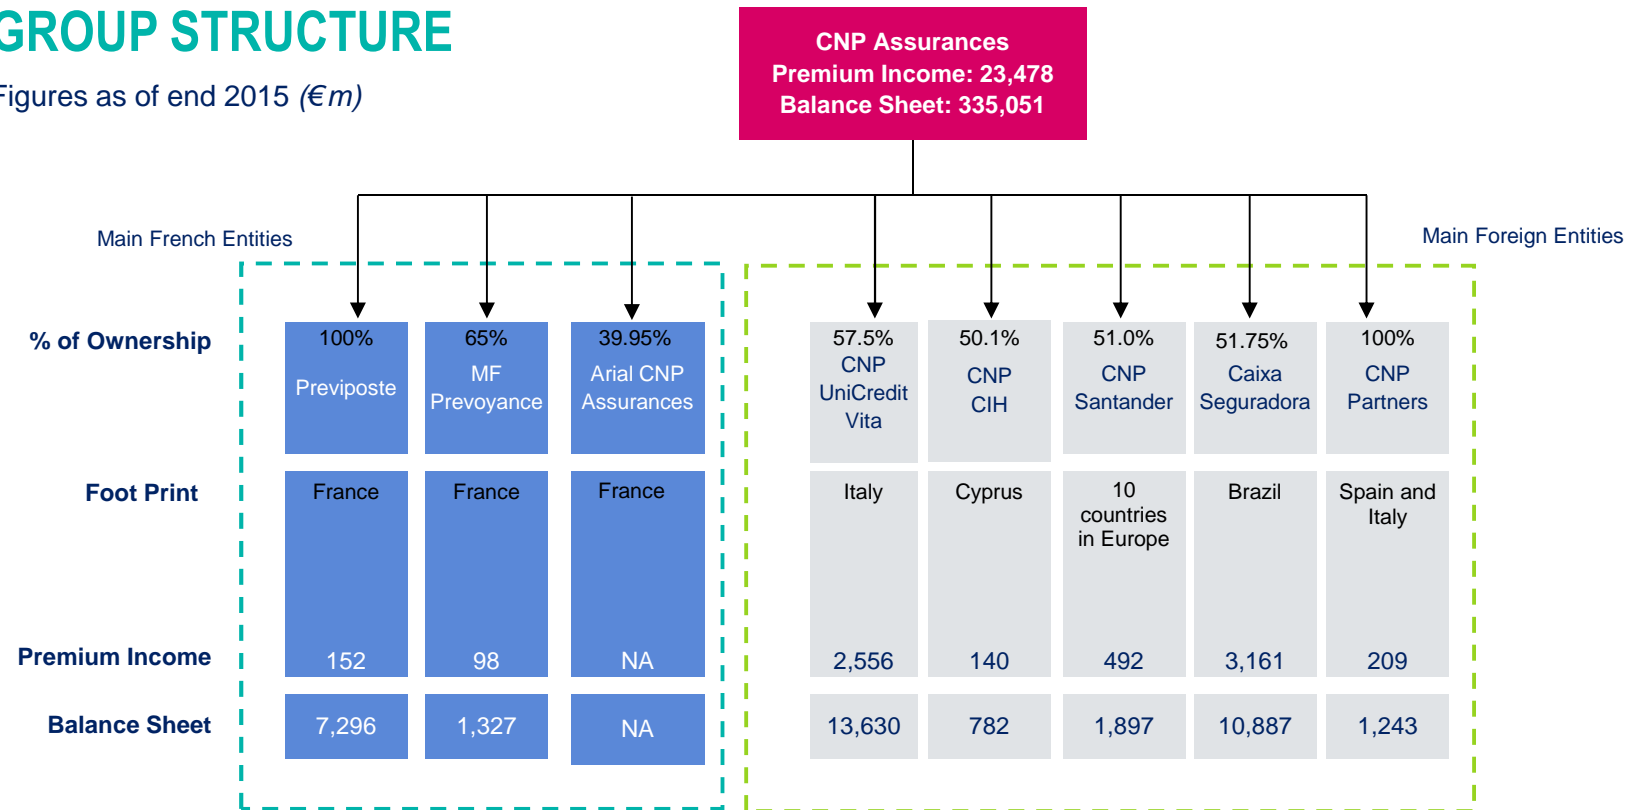 GROUP STRUCTURE
Figures as of end 2015 (€m)
CNP Assurances
Premium Income: 23,478
Balance Sheet: 335,051
Main French Entities
Main Foreign Entities
% of Ownership
100%
Previposte
65%
MF
Prevoyance
39.95%
Arial CNP
Assurances
57.5%
CNP
UniCredit
Vita
50.1%
CNP
CIH
51.0%
CNP
Santander
51.75%
Caixa
Seguradora
100%
CNP
Partners
Foot Print
France
France
France
Italy
Cyprus
10
countries
in Europe
Brazil
Spain and
Italy
Premium Income
152
98
NA
2,556
140
492
3,161
209
Balance Sheet
7,296
1,327
NA
13,630
782
1,897
10,887
1,243